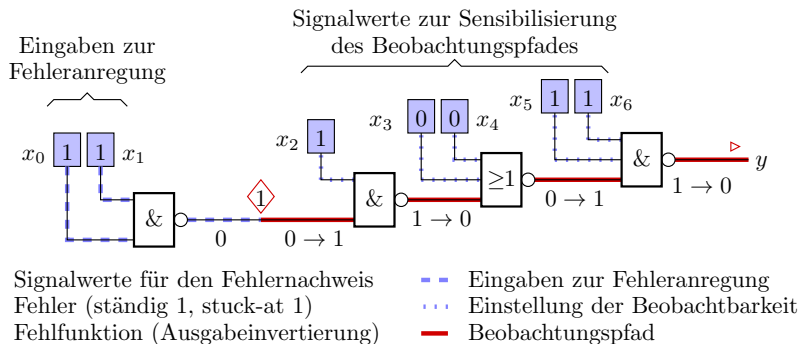 Signalwerte zur Sensibilisierung
des Beobachtungspfades
Eingaben zur
Fehleranregung
x5 1 1 x6
x3 0 0 x4
x2 1
x0 1 1 x1
& 1 & ≥1 & y
0
0 → 1
1 → 0
0 → 1
1 → 0
Signalwerte für den Fehlernachweis
Fehler (ständig 1, stuck-at 1)
Fehlfunktion (Ausgabeinvertierung)
Eingaben zur Fehleranregung
Einstellung der Beobachtbarkeit
Beobachtungspfad